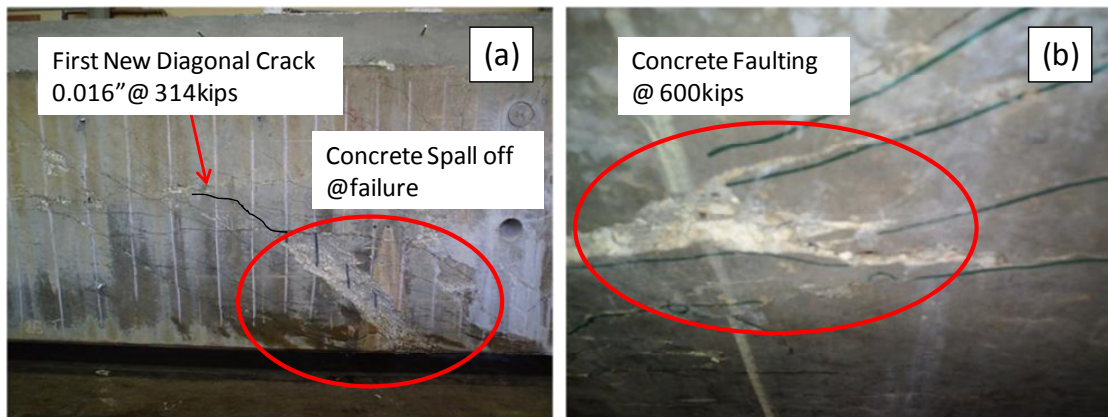 First New Diagonal Crack
0.016”@ 314kips
(a)
Concrete Spall off
@failure
Concrete Faulting
@ 600kips
(b)